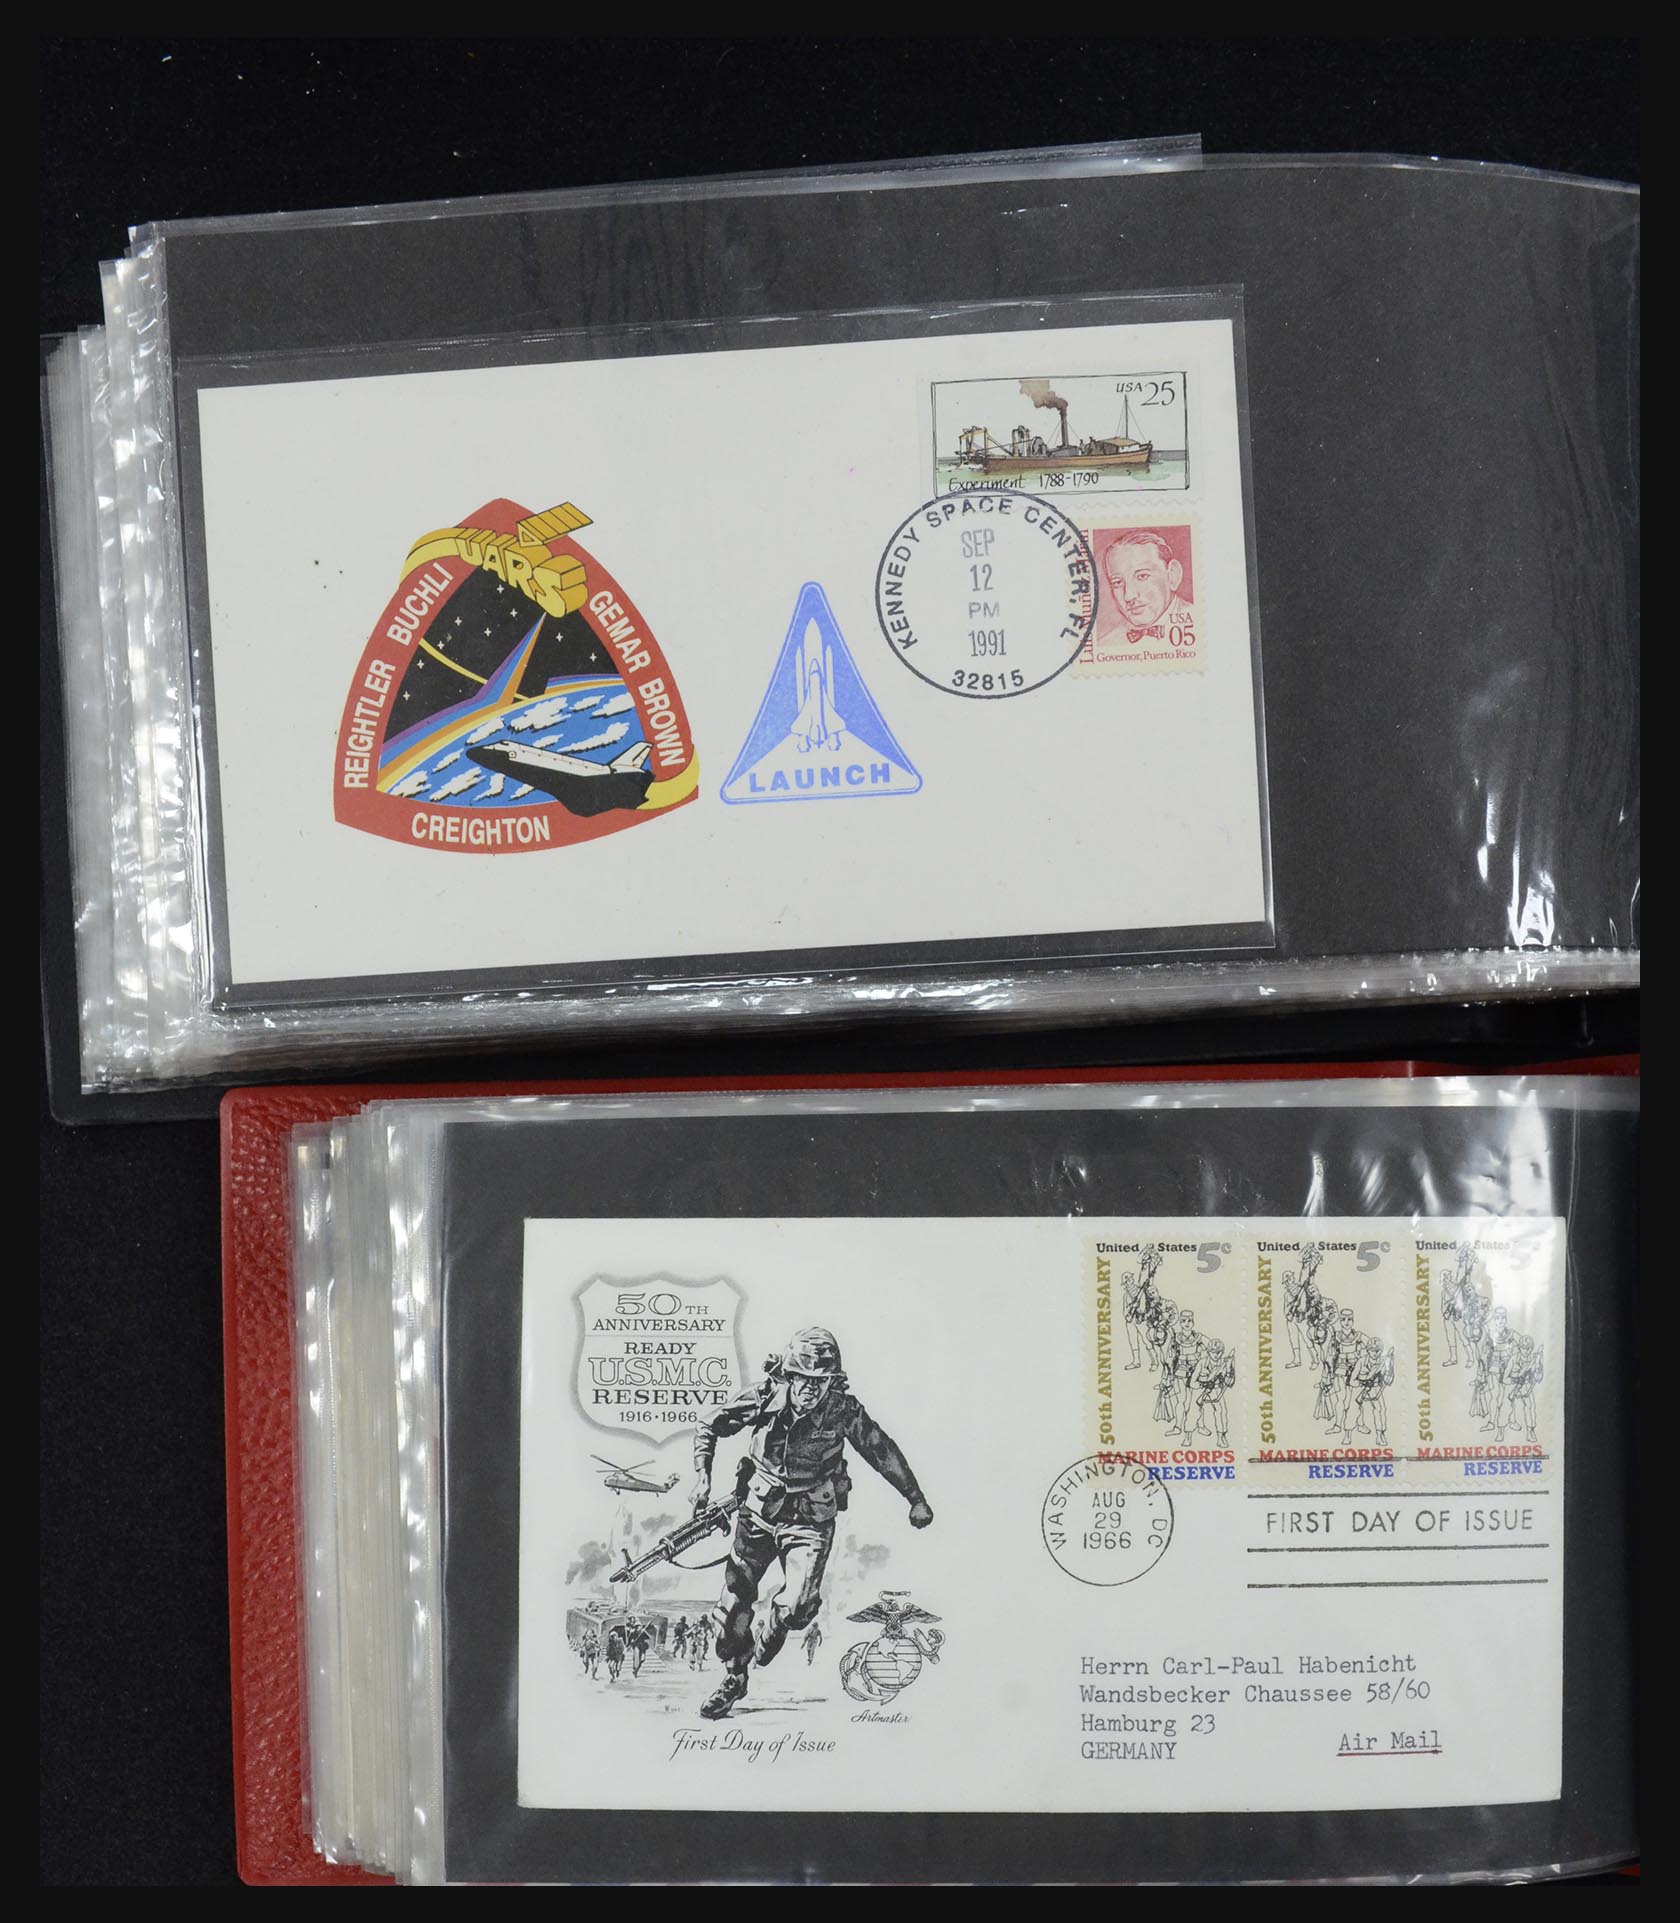 USA 25
Experiment 1788-1790
KENNEDY SPACE CENTER, FL
SEP
12
PM
1991
32815
USA
05
Governor, Puerto Rico
UARS
REIGHTLER BUCHLI
GEMAR BROWN
CREIGHTON
LAUNCH
50TH
ANNIVERSARY
READY
U.S.M.C.
RESERVE
1916·1966
Artmaster
First Day of Issue
United States 5c
50th ANNIVERSARY
MARINE CORPS
RESERVE
United States 5c
50th ANNIVERSARY
MARINE CORPS
RESERVE
United States 5c
50th ANNIVERSARY
MARINE CORPS
RESERVE
WASHINGTON, DC
AUG
29
1966
FIRST DAY OF ISSUE
Herrn Carl-Paul Habenicht
Wandsbecker Chaussee 58/60
Hamburg 23
GERMANY
Air Mail